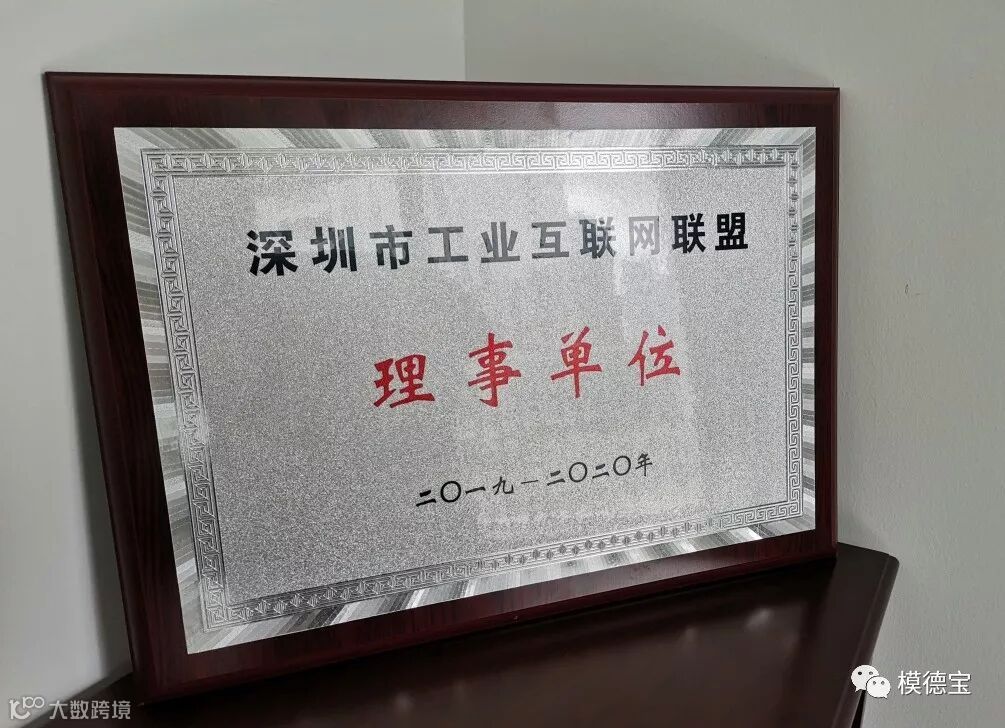 深圳市工业互联网联盟
理事单位
二〇一九－二〇二〇年
模德宝
大数跨境